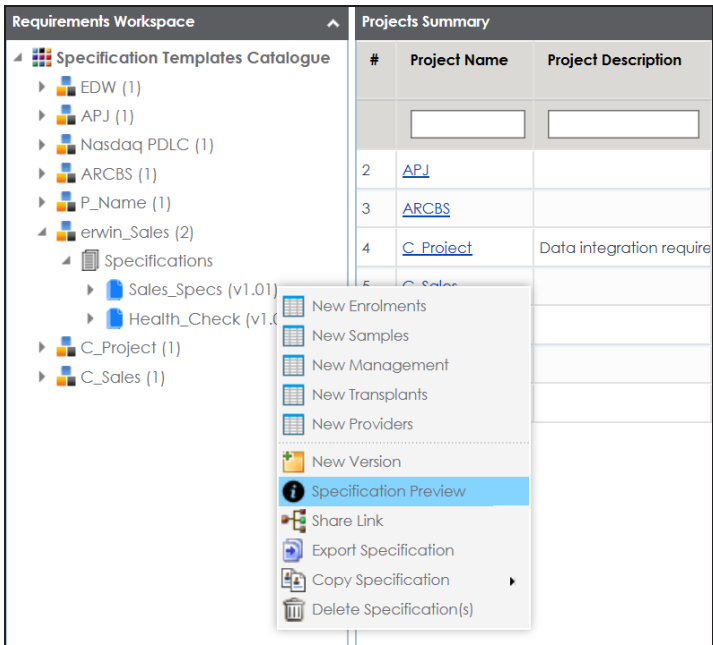 Requirements Workspace
Specification Templates Catalogue
EDW (1)
APJ (1)
Nasdaq PDLC (1)
ARCBS (1)
P_Name (1)
erwin_Sales (2)
Specifications
Sales_Specs (v1.01)
Health_Check (v1.0
C_Project (1)
C_Sales (1)
New Enrolments
New Samples
New Management
New Transplants
New Providers
New Version
Specification Preview
Share Link
Export Specification
Copy Specification
Delete Specification(s)
Projects Summary
# Project Name Project Description
2 APJ
3 ARCBS
4 C_Project Data integration require
5 C_Sales